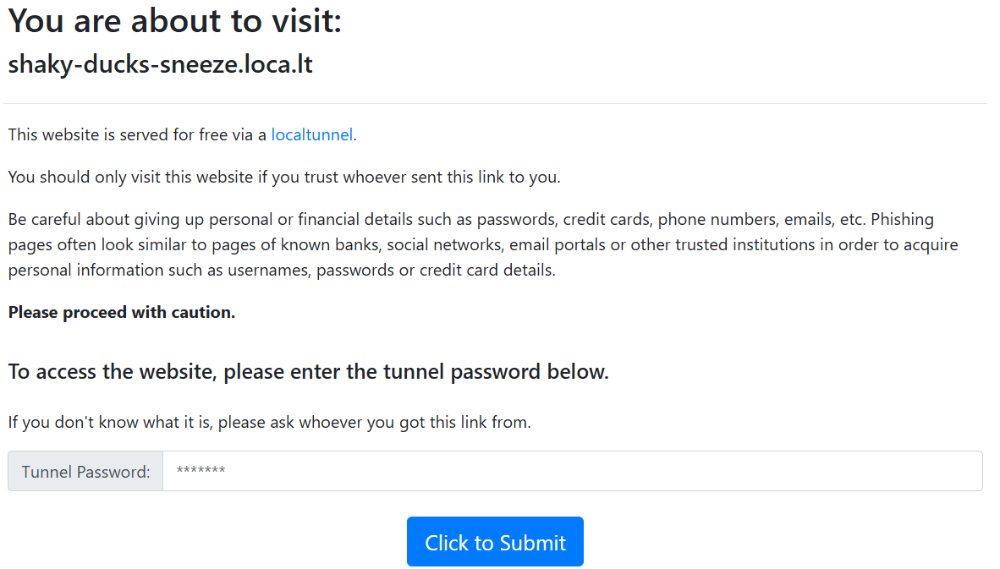 You are about to visit:
shaky-ducks-sneeze.loca.lt
This website is served for free via a localtunnel.
You should only visit this website if you trust whoever sent this link to you.
Be careful about giving up personal or financial details such as passwords, credit cards, phone numbers, emails, etc. Phishing
pages often look similar to pages of known banks, social networks, email portals or other trusted institutions in order to acquire
personal information such as usernames, passwords or credit card details.
Please proceed with caution.
To access the website, please enter the tunnel password below.
If you don't know what it is, please ask whoever you got this link from.
Tunnel Password: *******
Click to Submit